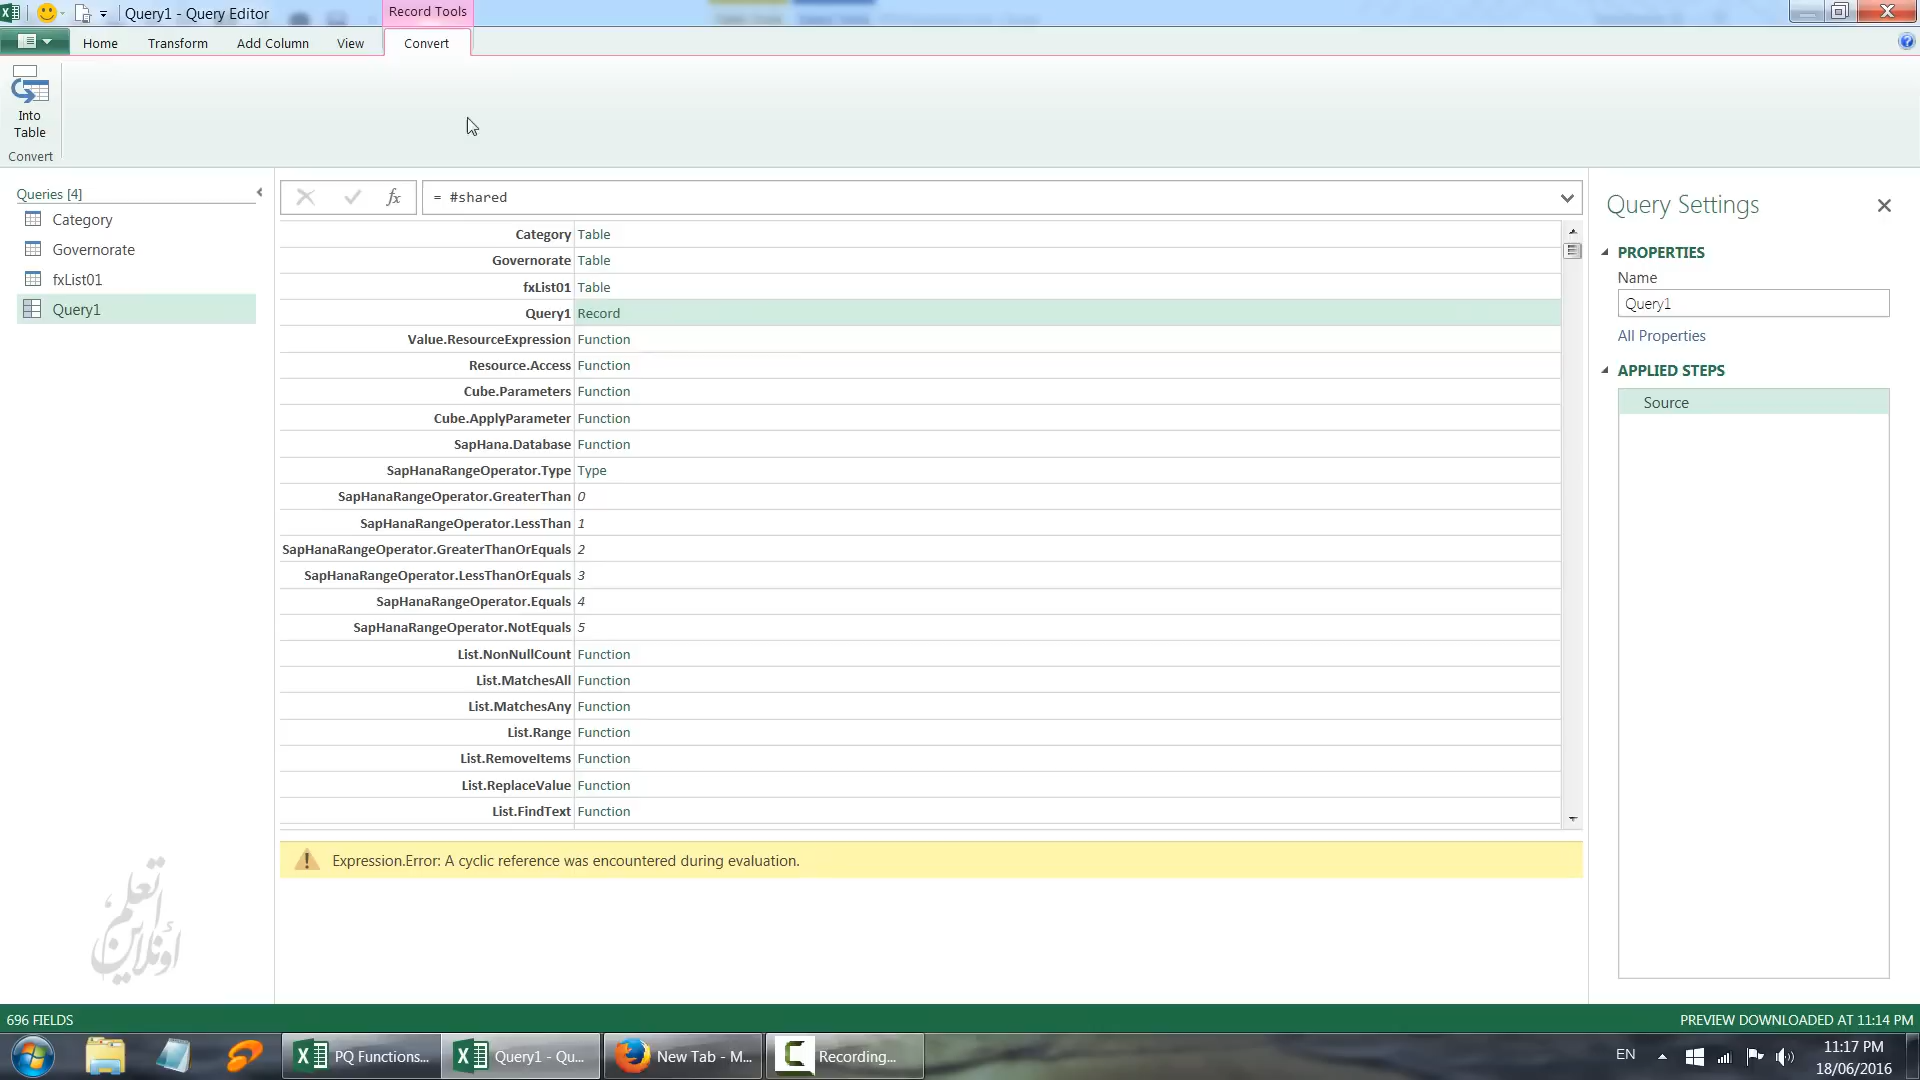 Query1 - Query Editor
Record Tools
Home
Transform
Add Column
View
Convert
Into
Table
Convert
Queries [4]
Category
Governorate
fxList01
Query1
= #shared
Category Table
Governorate Table
fxList01 Table
Query1 Record
Value.ResourceExpression Function
Resource.Access Function
Cube.Parameters Function
Cube.ApplyParameter Function
SapHana.Database Function
SapHanaRangeOperator.Type Type
SapHanaRangeOperator.GreaterThan 0
SapHanaRangeOperator.LessThan 1
SapHanaRangeOperator.GreaterThanOrEquals 2
SapHanaRangeOperator.LessThanOrEquals 3
SapHanaRangeOperator.Equals 4
SapHanaRangeOperator.NotEquals 5
List.NonNullCount Function
List.MatchesAll Function
List.MatchesAny Function
List.Range Function
List.RemoveItems Function
List.ReplaceValue Function
List.FindText Function
Expression.Error: A cyclic reference was encountered during evaluation.
Query Settings
PROPERTIES
Name
Query1
All Properties
APPLIED STEPS
Source
نتعلم
أونلاين
696 FIELDS
PREVIEW DOWNLOADED AT 11:14 PM
PQ Functions...
Query1 - Qu...
New Tab - M...
Recording...
EN
11:17 PM
18/06/2016